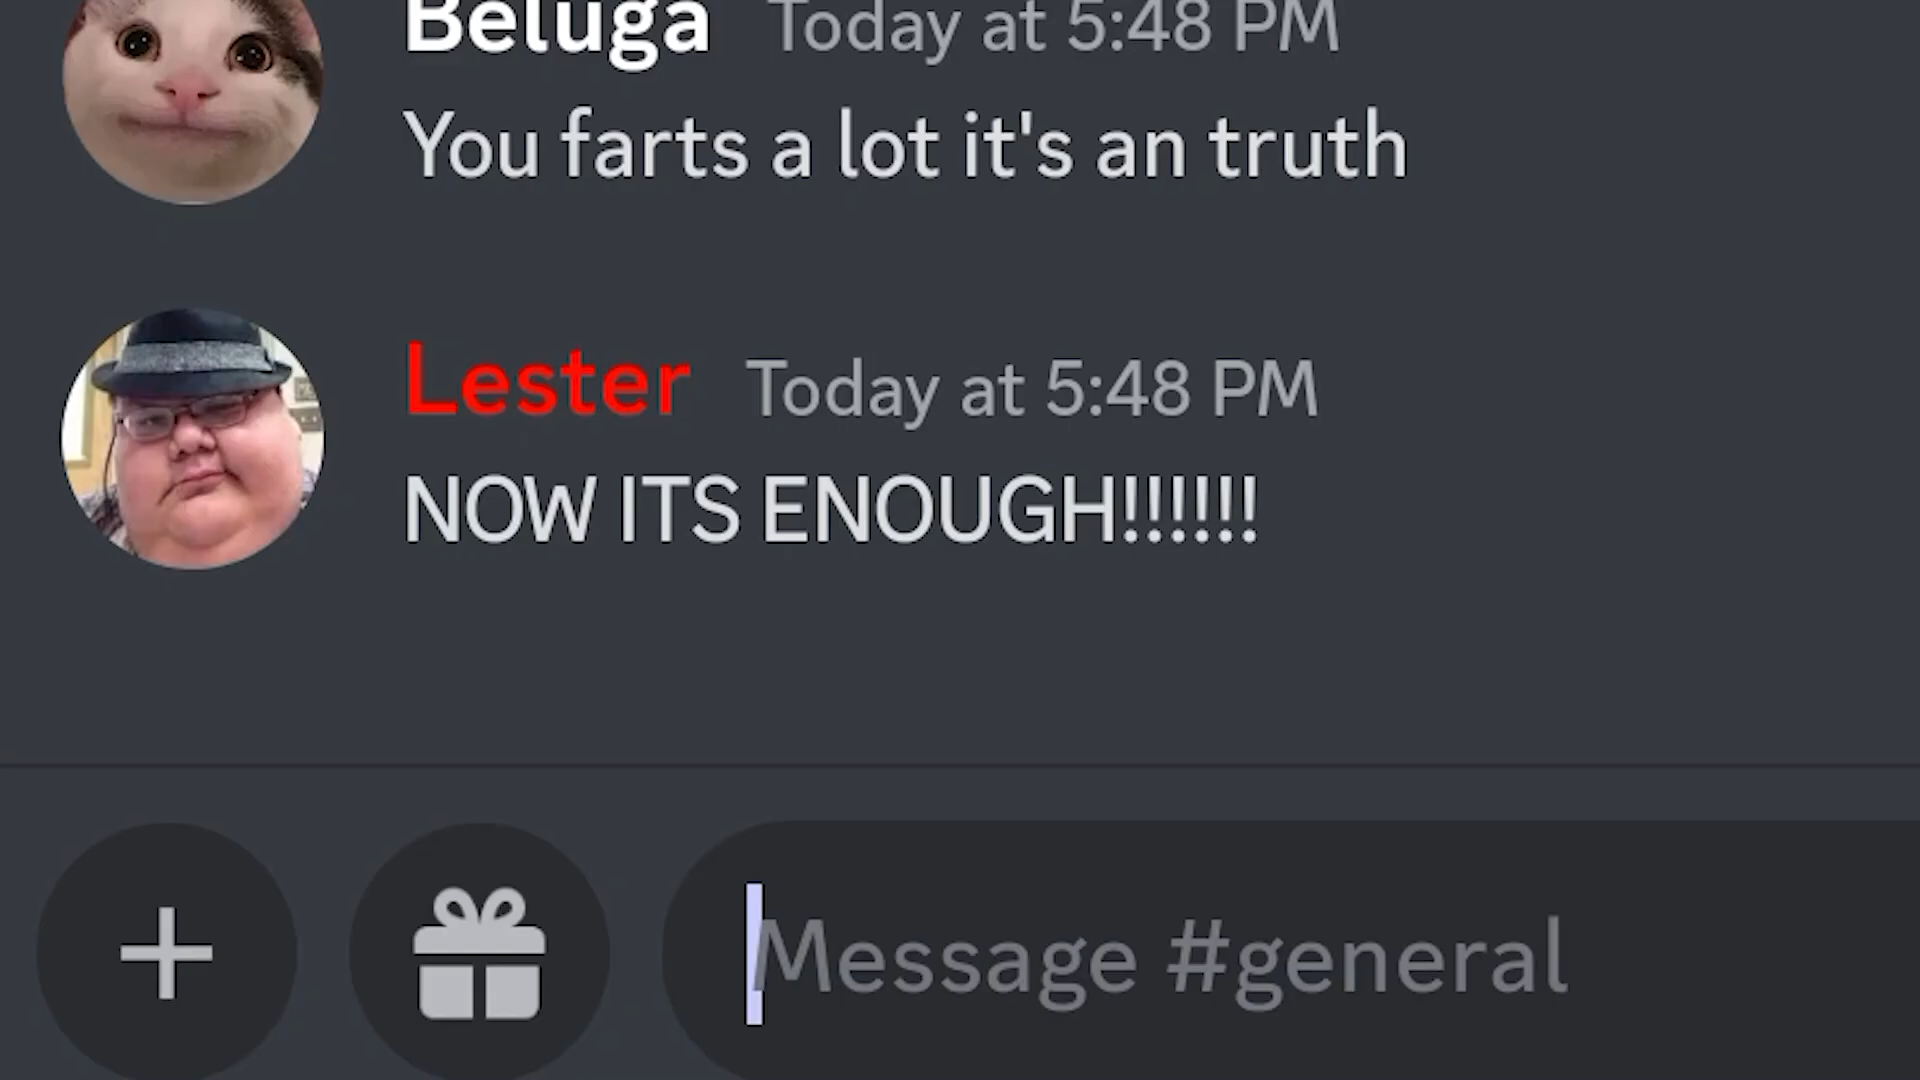 Beluga Today at 5:48 PM
You farts a lot it's an truth
Lester Today at 5:48 PM
NOW ITS ENOUGH!!!!!!
Message #general